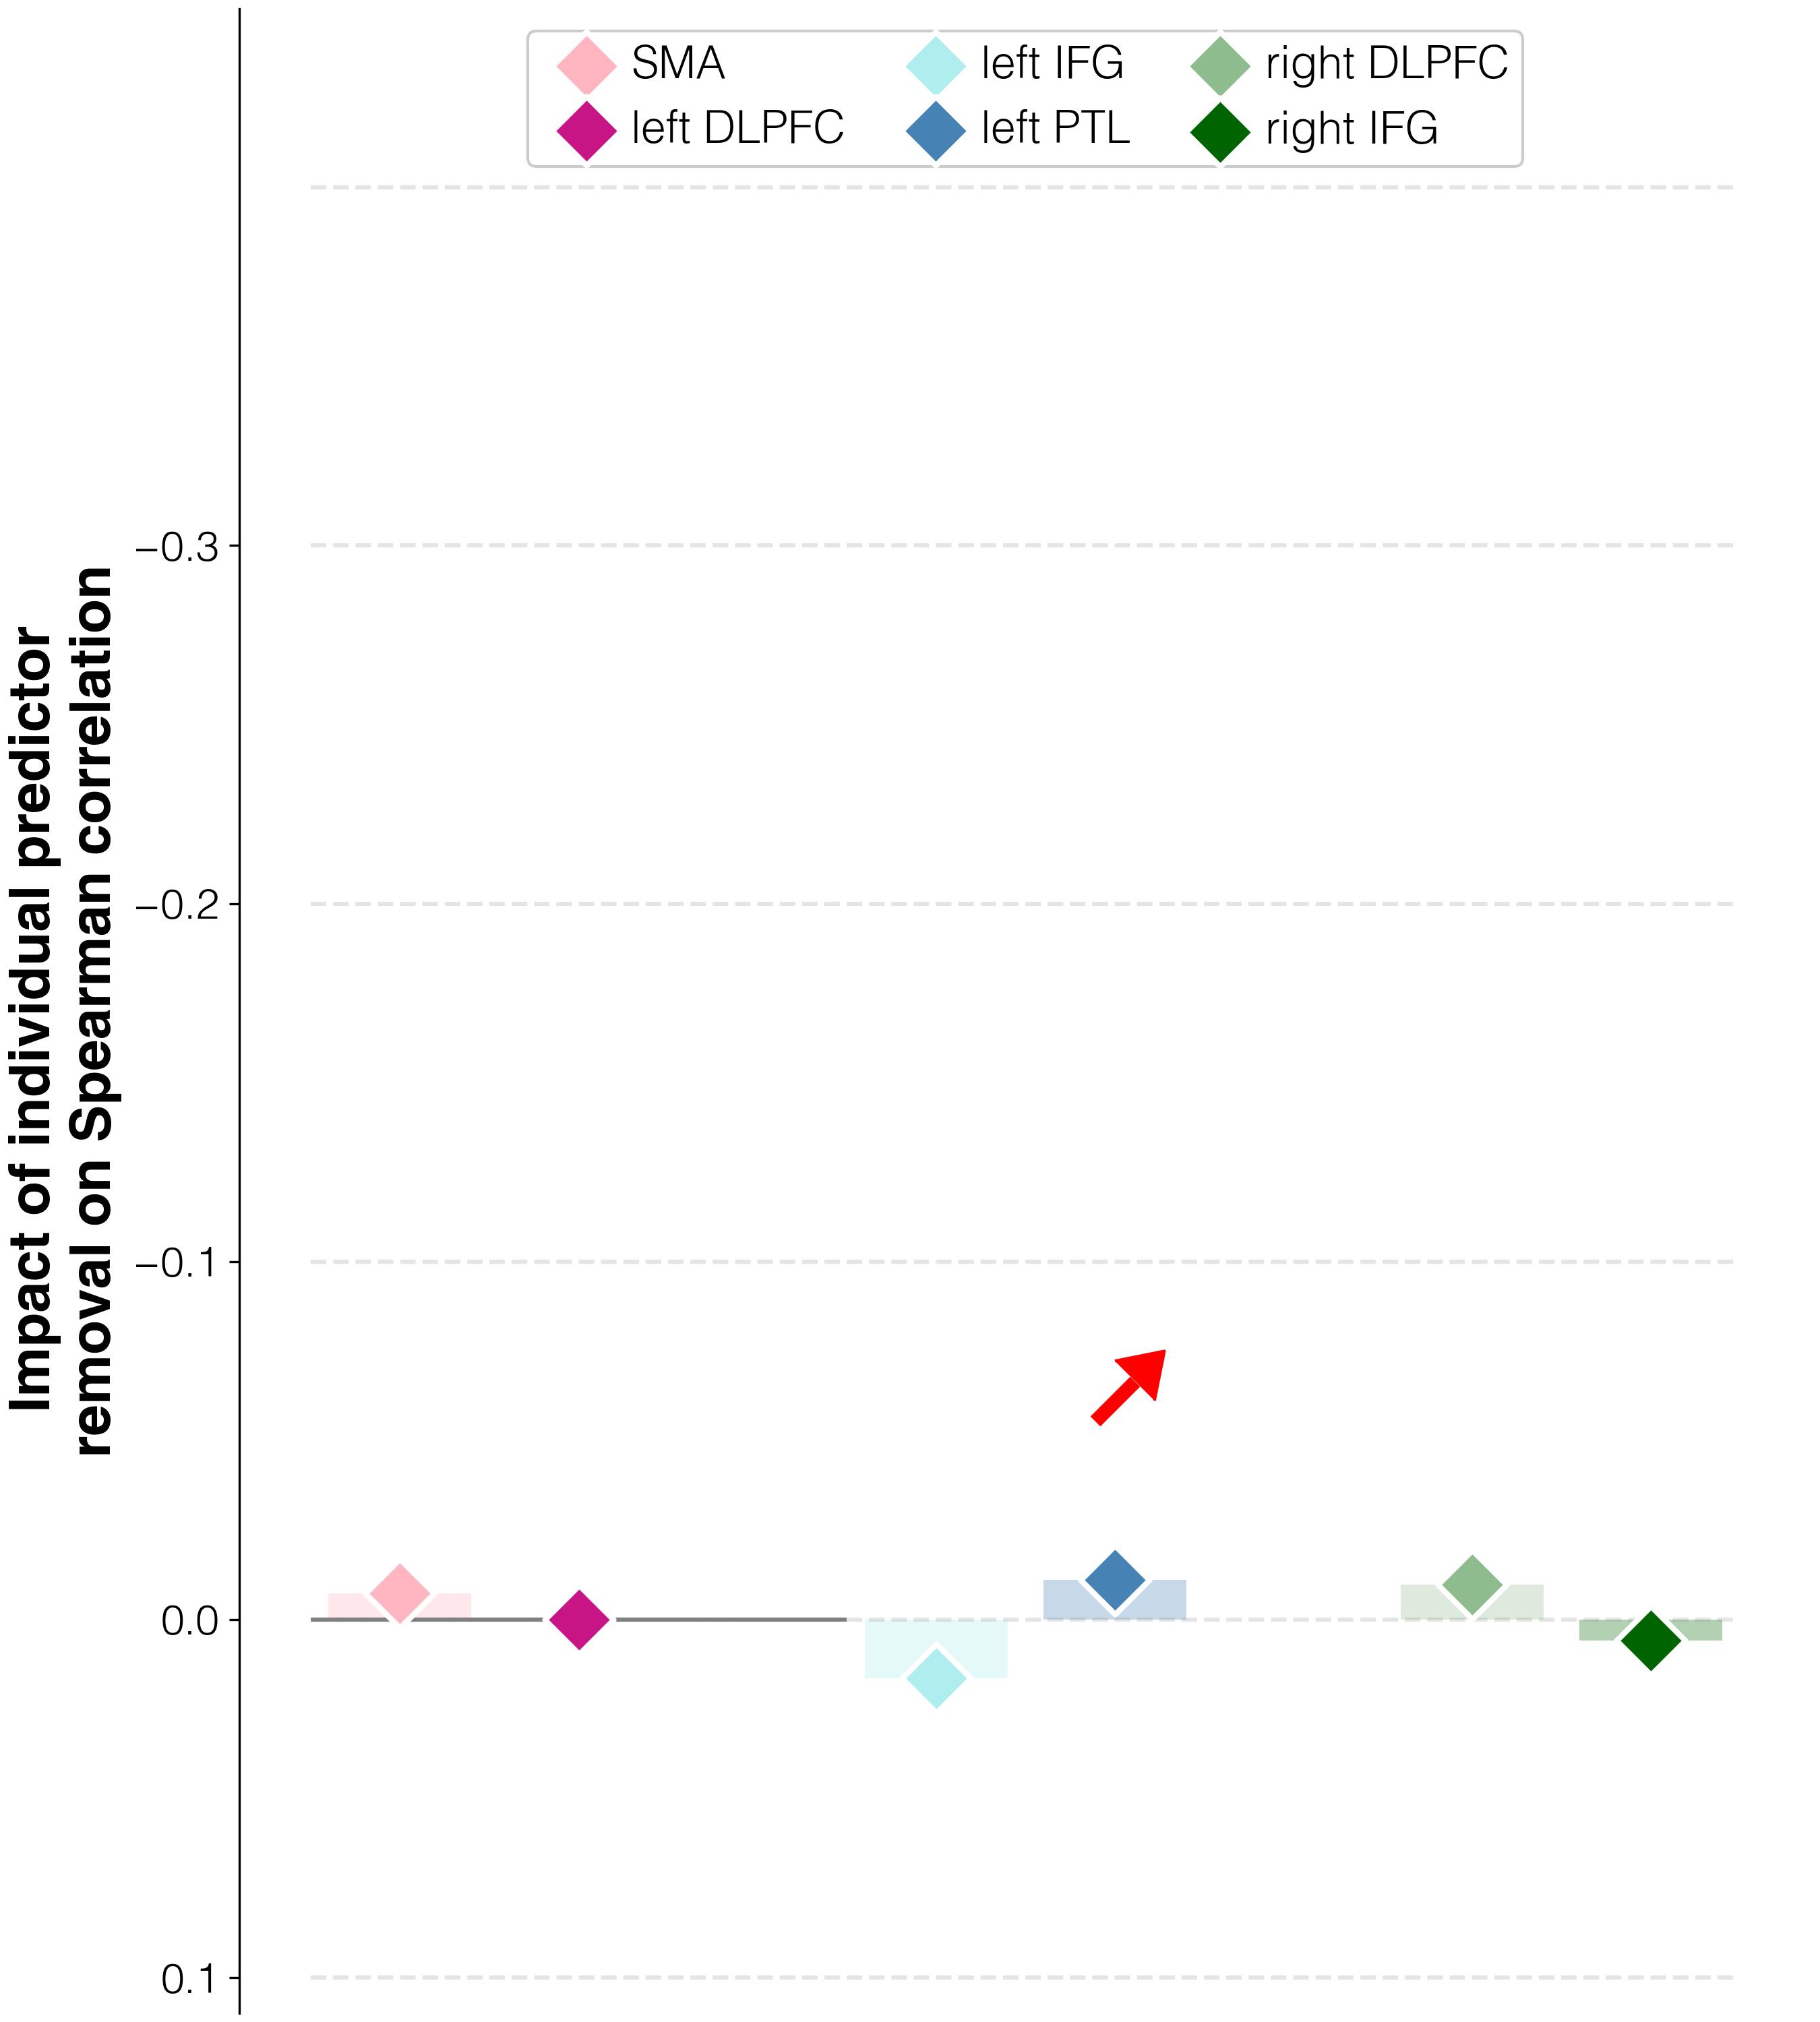 SMA
left DLPFC
left IFG
left PTL
right DLPFC
right IFG
Impact of individual predictor
removal on Spearman correlation
−0.3
−0.2
−0.1
0.0
0.1